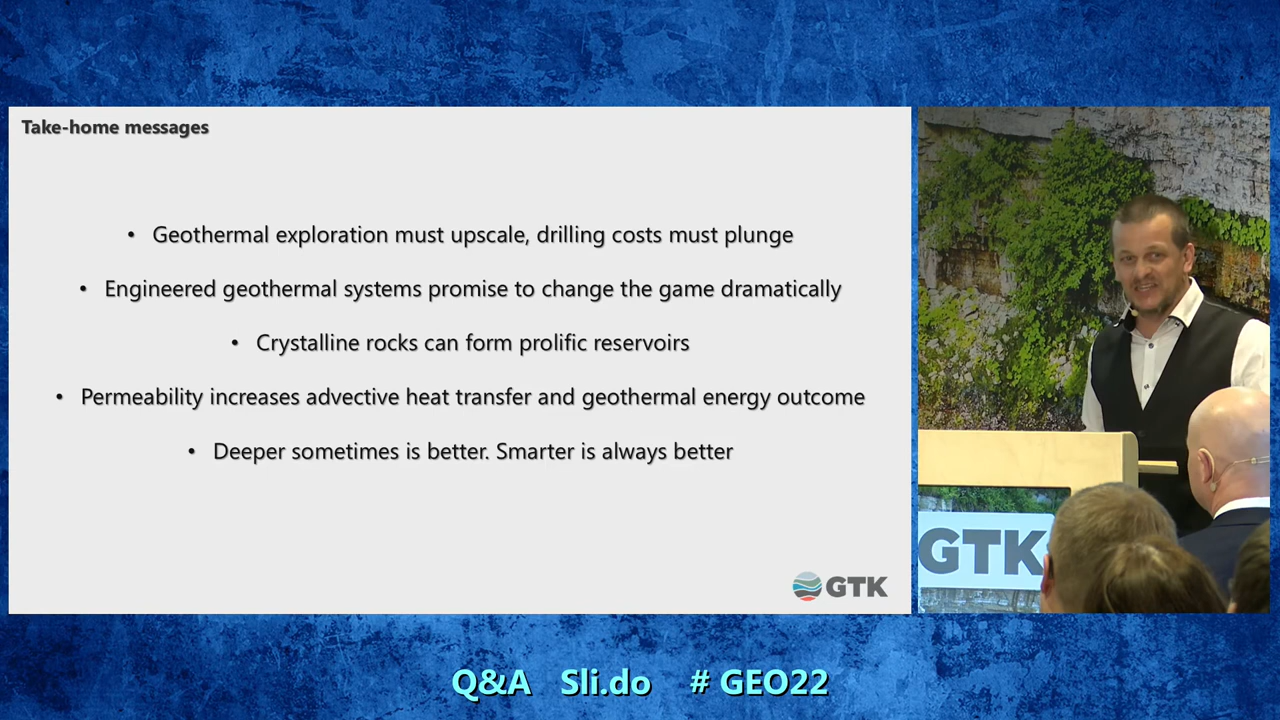 Take-home messages
• Geothermal exploration must upscale, drilling costs must plunge
• Engineered geothermal systems promise to change the game dramatically
• Crystalline rocks can form prolific reservoirs
• Permeability increases advective heat transfer and geothermal energy outcome
• Deeper sometimes is better. Smarter is always better
GTK
GTK
Q&A Sli.do # GEO22